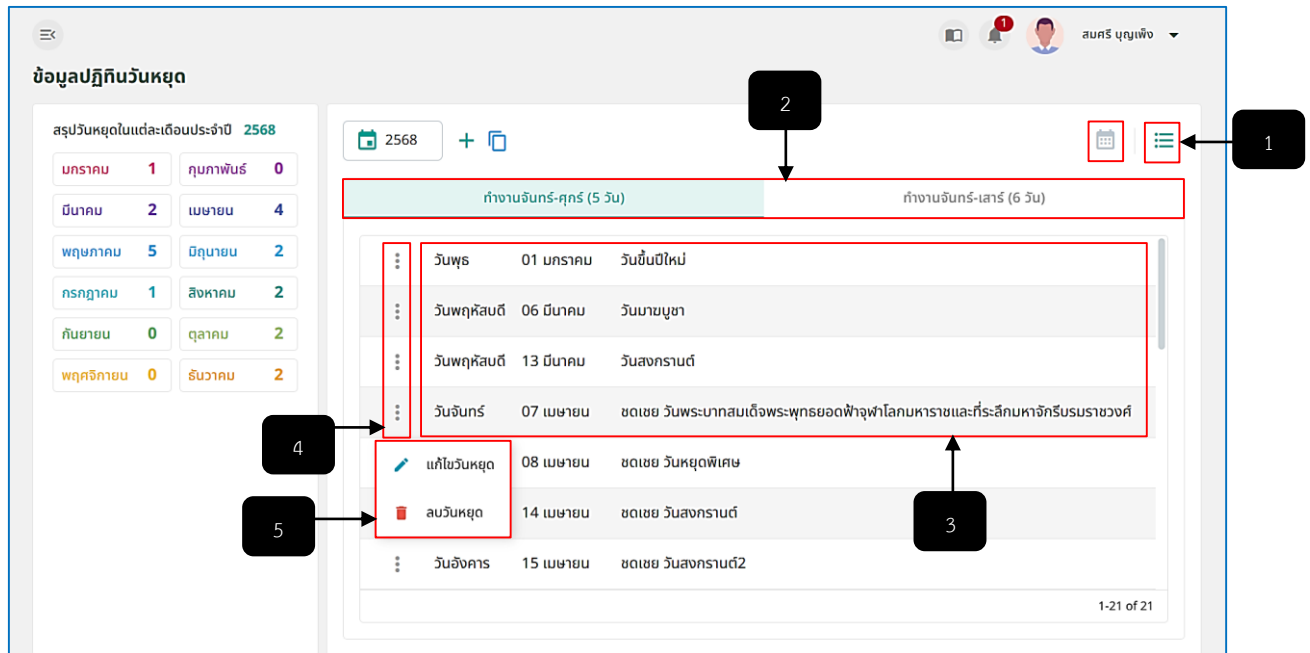 1
สมศรี บุญเพ็ง
ข้อมูลปฏิทินวันหยุด
สรุปวันหยุดในแต่ละเดือนประจำปี 2568
มกราคม 1 กุมภาพันธ์ 0
มีนาคม 2 เมษายน 4
พฤษภาคม 5 มิถุนายน 2
กรกฎาคม 1 สิงหาคม 2
กันยายน 0 ตุลาคม 2
พฤศจิกายน 0 ธันวาคม 2
2
2568
1
ทำงานจันทร์-ศุกร์ (5 วัน) ทำงานจันทร์-เสาร์ (6 วัน)
วันพุธ 01 มกราคม วันขึ้นปีใหม่
วันพฤหัสบดี 06 มีนาคม วันมาฆบูชา
วันพฤหัสบดี 13 มีนาคม วันสงกรานต์
วันจันทร์ 07 เมษายน ชดเชย วันพระบาทสมเด็จพระพุทธยอดฟ้าจุฬาโลกมหาราชและที่ระลึกมหาจักรีบรมราชวงศ์
4
แก้ไขวันหยุด 08 เมษายน ชดเชย วันหยุดพิเศษ
ลบวันหยุด 14 เมษายน ชดเชย วันสงกรานต์
5
3
วันอังคาร 15 เมษายน ชดเชย วันสงกรานต์2
1-21 of 21